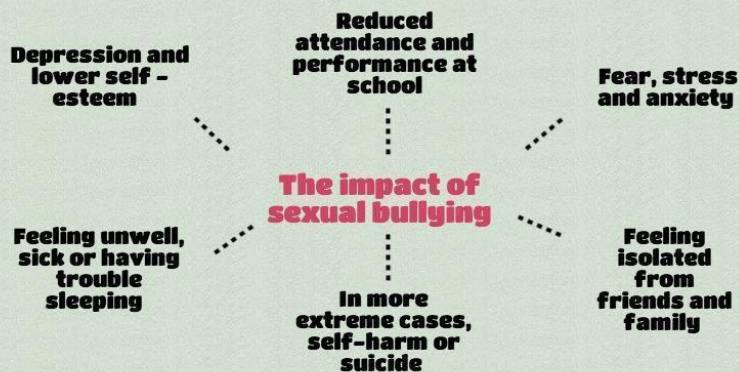 Depression and
lower self -
esteem
Reduced
attendance and
performance at
school
Fear, stress
and anxiety
The impact of
sexual bullying
Feeling unwell,
sick or having
trouble
sleeping
In more
extreme cases,
self-harm or
suicide
Feeling
isolated
from
friends and
family